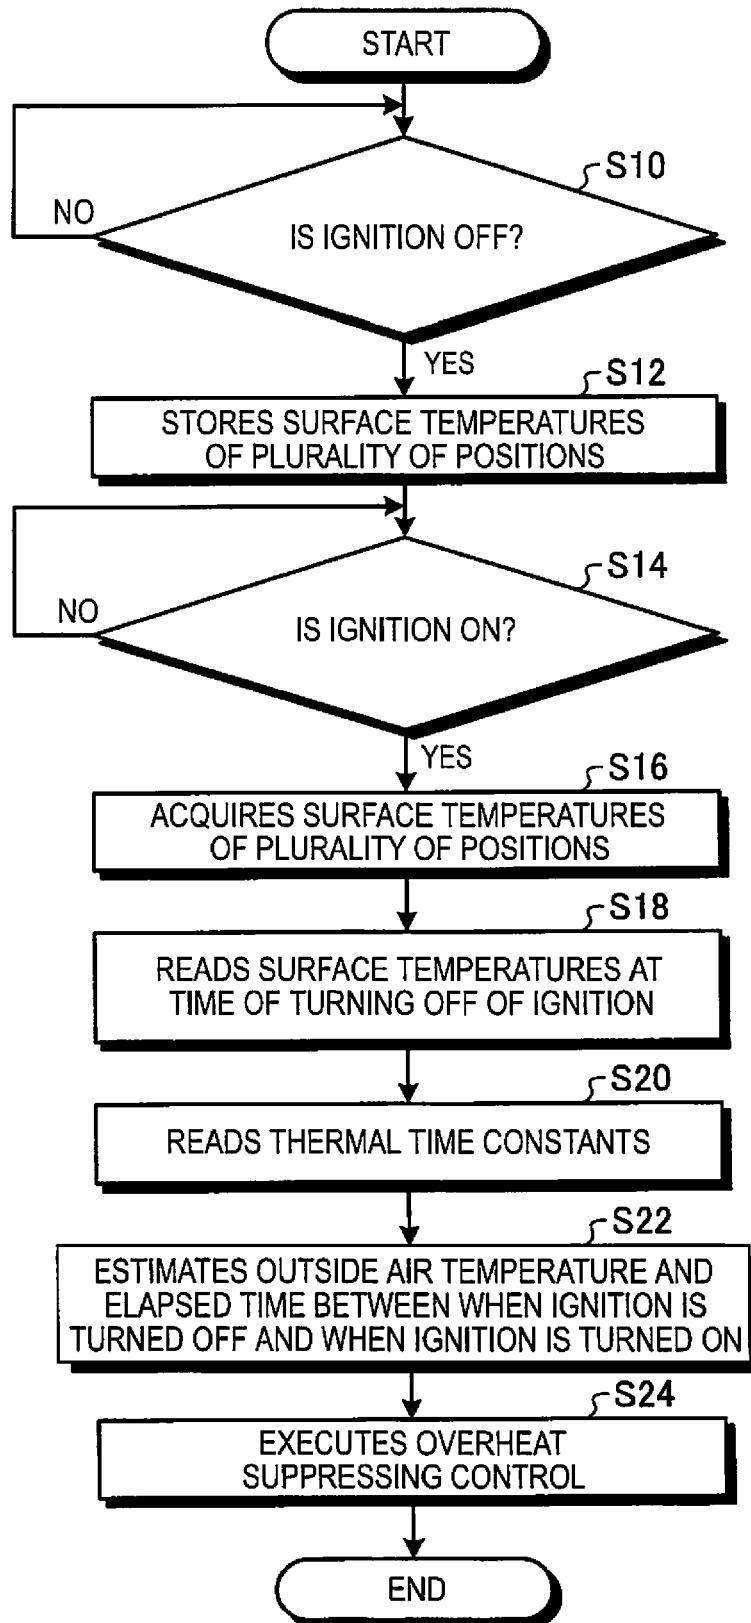 START
S10
NO
IS IGNITION OFF?
YES
S12
STORES SURFACE TEMPERATURES
OF PLURALITY OF POSITIONS
S14
NO
IS IGNITION ON?
YES
S16
ACQUIRES SURFACE TEMPERATURES
OF PLURALITY OF POSITIONS
S18
READS SURFACE TEMPERATURES AT
TIME OF TURNING OFF OF IGNITION
S20
READS THERMAL TIME CONSTANTS
S22
ESTIMATES OUTSIDE AIR TEMPERATURE AND
ELAPSED TIME BETWEEN WHEN IGNITION IS
TURNED OFF AND WHEN IGNITION IS TURNED ON
S24
EXECUTES OVERHEAT
SUPPRESSING CONTROL
END